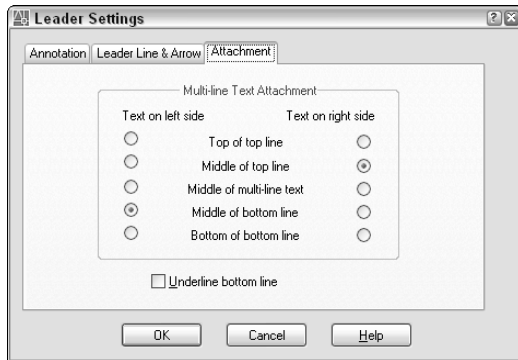 Leader Settings
Annotation Leader Line & Arrow Attachment
Multi-line Text Attachment
Text on left side Text on right side
Top of top line
Middle of top line
Middle of multi-line text
Middle of bottom line
Bottom of bottom line
Underline bottom line
OK Cancel Help